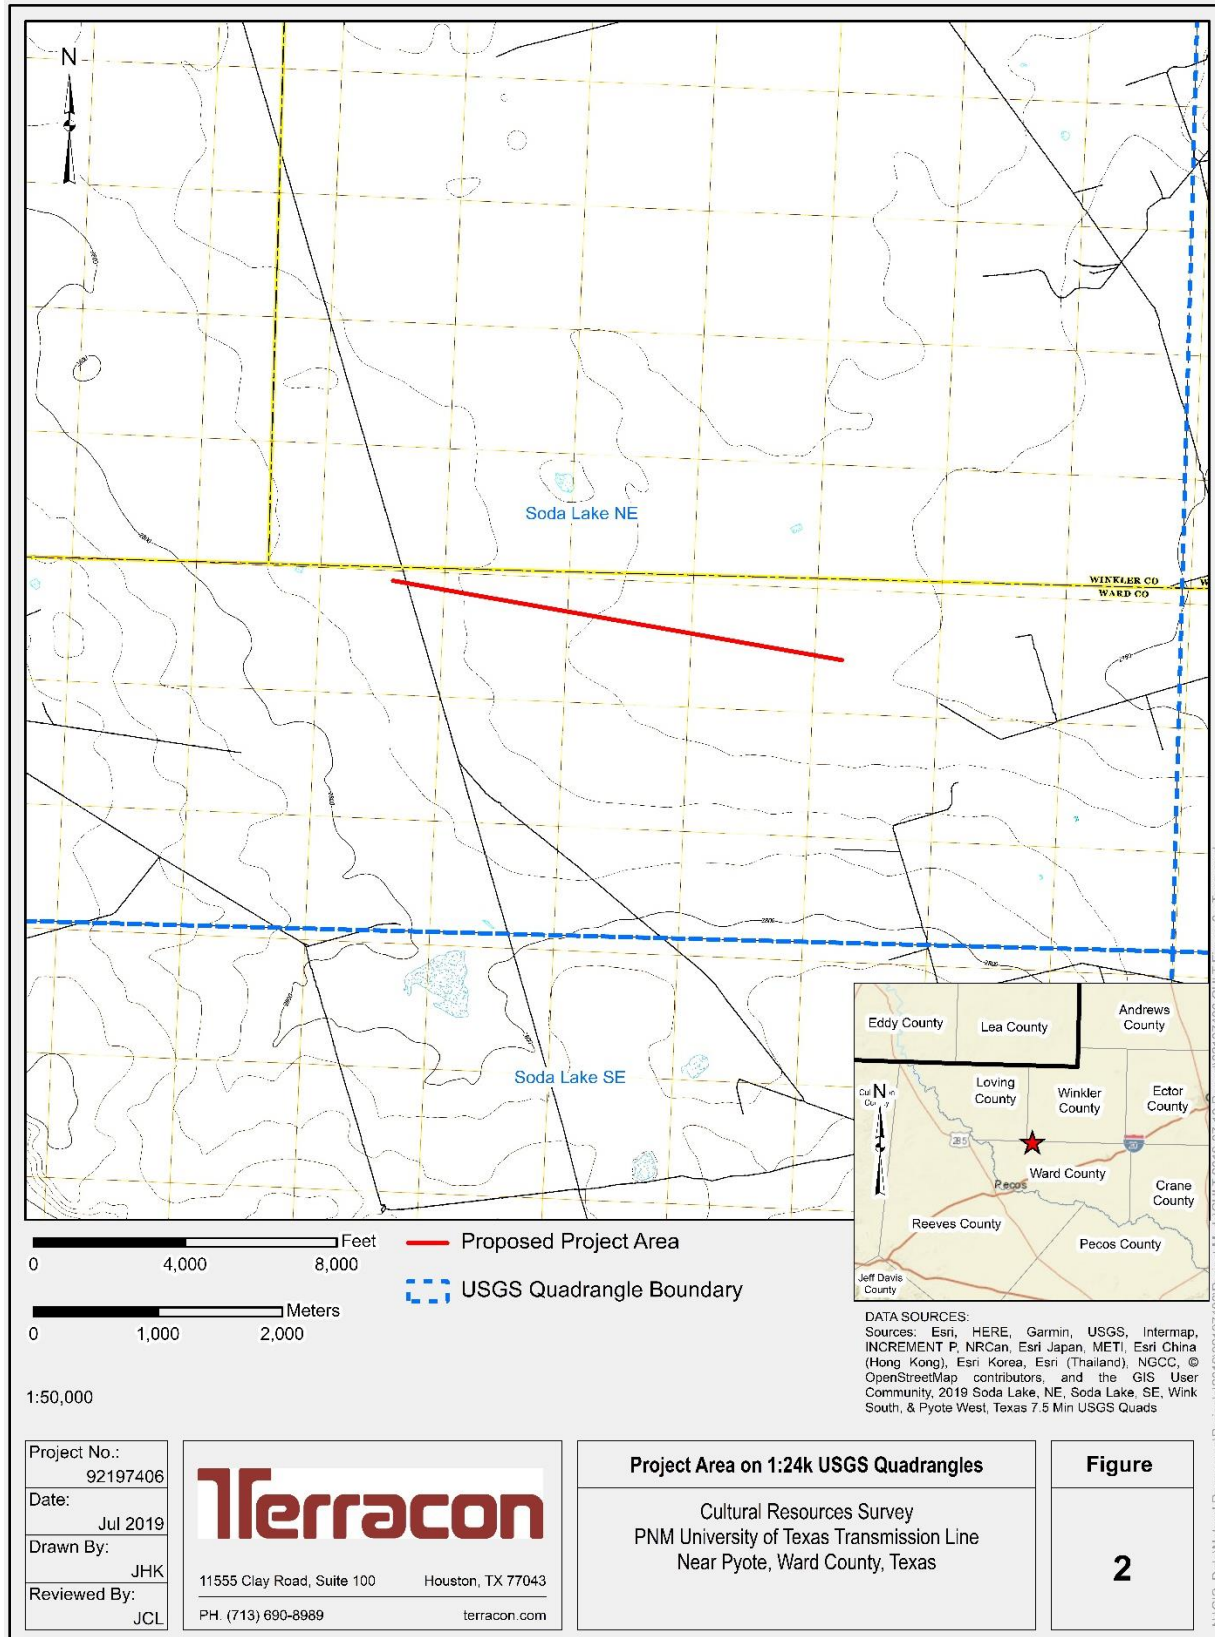 N
Soda Lake NE
WINKLER CO
WARD CO
W
2800
2800
2800
2800
Soda Lake SE
Eddy County
Lea County
Andrews
County
Loving
County
Winkler
County
Ector
County
N
285
20
Ward County
Pecos
Crane
County
Reeves County
Pecos County
Jeff Davis
County
Feet
0 4,000 8,000
Meters
0 1,000 2,000
1:50,000
Proposed Project Area
USGS Quadrangle Boundary
DATA SOURCES:
Sources: Esri, HERE, Garmin, USGS, Intermap,
INCREMENT P, NRCan, Esri Japan, METI, Esri China
(Hong Kong), Esri Korea, Esri (Thailand), NGCC, ©
OpenStreetMap contributors, and the GIS User
Community, 2019 Soda Lake, NE, Soda Lake, SE, Wink
South, & Pyote West, Texas 7.5 Min USGS Quads
Project No.:
92197406
Date:
Jul 2019
Drawn By:
JHK
Reviewed By:
JCL
Terracon
11555 Clay Road, Suite 100 Houston, TX 77043
PH. (713) 690-8989 terracon.com
Project Area on 1:24k USGS Quadrangles
Cultural Resources Survey
PNM University of Texas Transmission Line
Near Pyote, Ward County, Texas
Figure
2